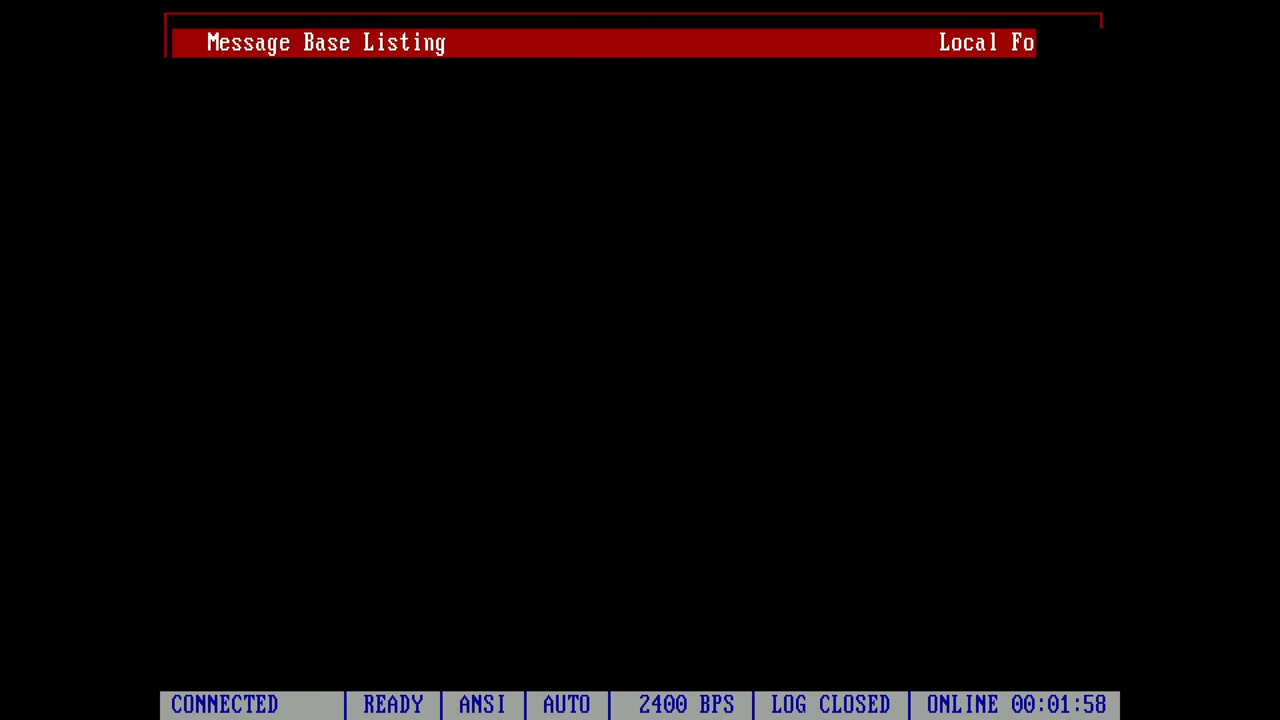 Message Base Listing Local Fo
CONNECTED READY ANSI AUTO 2400 BPS LOG CLOSED ONLINE 00:01:58